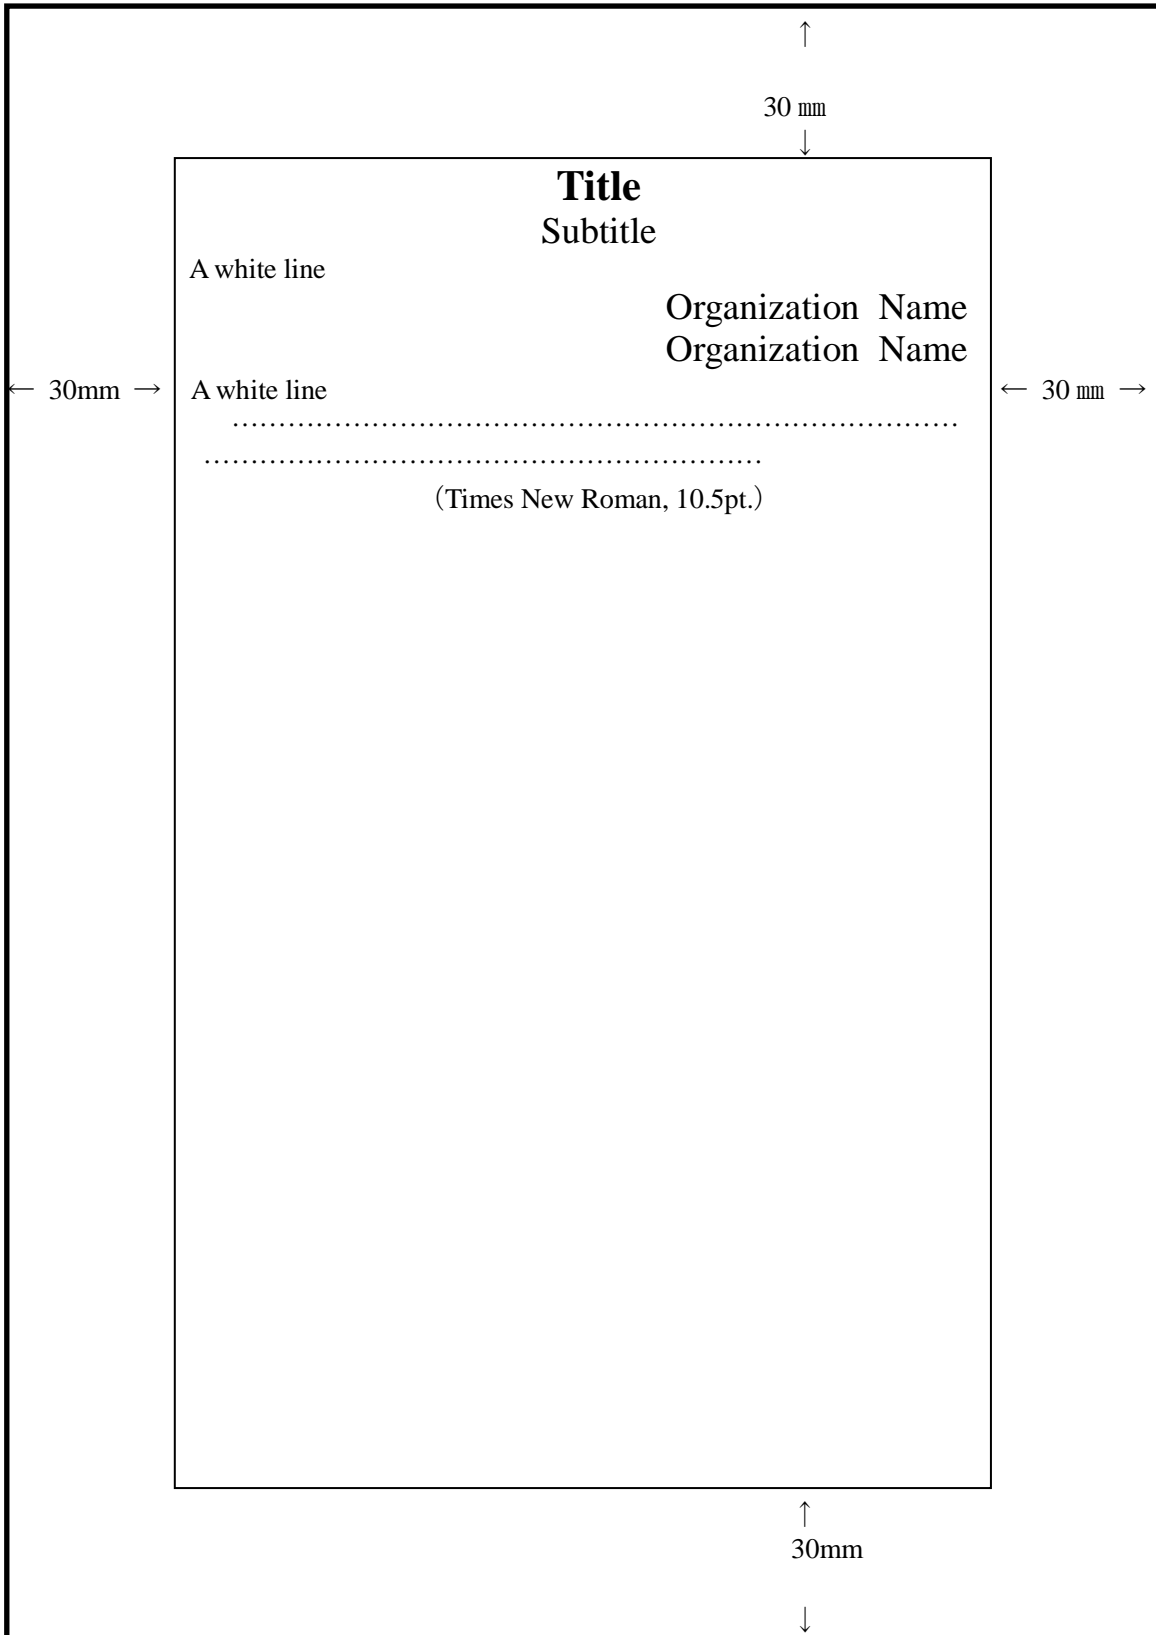 ↑
30 ㎜
↓
Title
Subtitle
A white line
Organization Name
Organization Name
← 30mm →
A white line
← 30 ㎜ →
……………………………………………………………………
……………………………………………………
（Times New Roman, 10.5pt.）
↑
30mm
↓